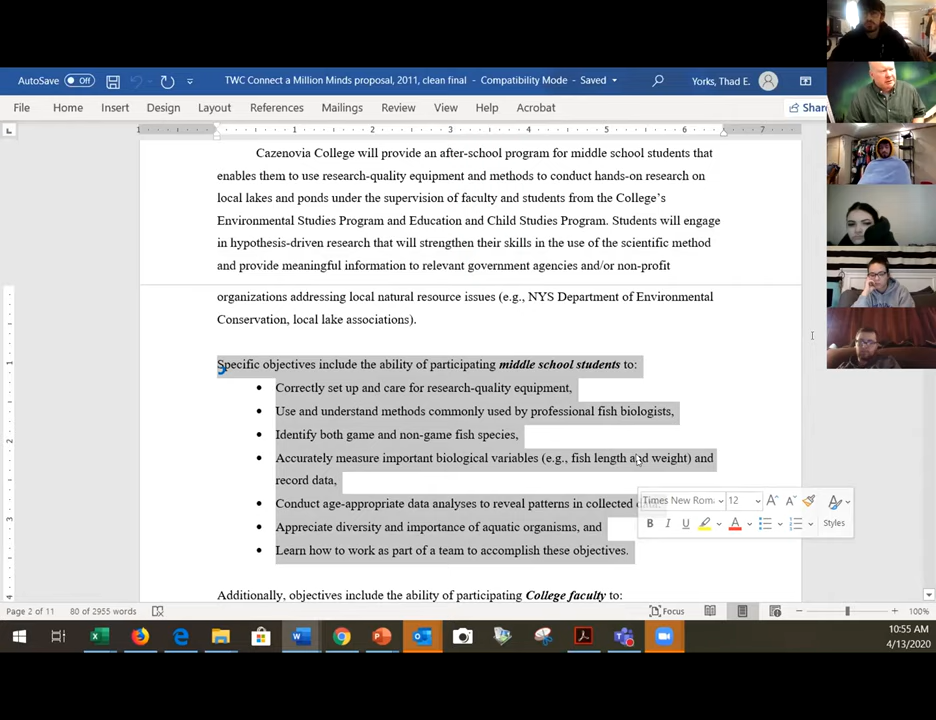 AutoSave Off TWC Connect a Million Minds proposal, 2011, clean final - Compatibility Mode - Saved Yorks, Thad E.
File Home Insert Design Layout References Mailings Review View Help Acrobat Share
1 1 2 3 4 5 6 7
Cazenovia College will provide an after-school program for middle school students that
enables them to use research-quality equipment and methods to conduct hands-on research on
local lakes and ponds under the supervision of faculty and students from the College's
Environmental Studies Program and Education and Child Studies Program. Students will engage
in hypothesis-driven research that will strengthen their skills in the use of the scientific method
and provide meaningful information to relevant government agencies and/or non-profit
organizations addressing local natural resource issues (e.g., NYS Department of Environmental
Conservation, local lake associations).
Specific objectives include the ability of participating middle school students to:
• Correctly set up and care for research-quality equipment,
• Use and understand methods commonly used by professional fish biologists,
• Identify both game and non-game fish species,
• Accurately measure important biological variables (e.g., fish length and weight) and
record data,
• Conduct age-appropriate data analyses to reveal patterns in collected
Times New Rom. 12
• Appreciate diversity and importance of aquatic organisms, and
B I U A Styles
• Learn how to work as part of a team to accomplish these objectives.
Additionally, objectives include the ability of participating College faculty to:
Page 2 of 11 80 of 2955 words Focus 100%
10:55 AM
4/13/2020